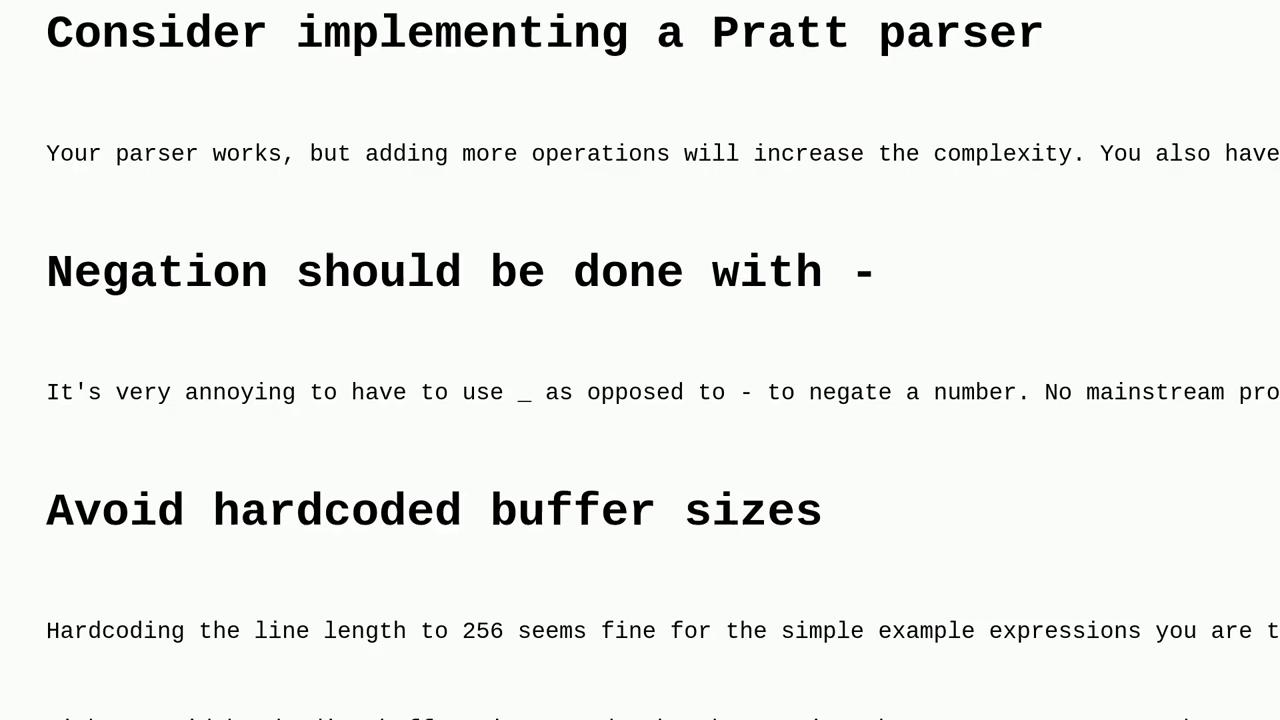 Consider implementing a Pratt parser
Your parser works, but adding more operations will increase the complexity. You also have
Negation should be done with -
It's very annoying to have to use _ as opposed to - to negate a number. No mainstream pro
Avoid hardcoded buffer sizes
Hardcoding the line length to 256 seems fine for the simple example expressions you are t